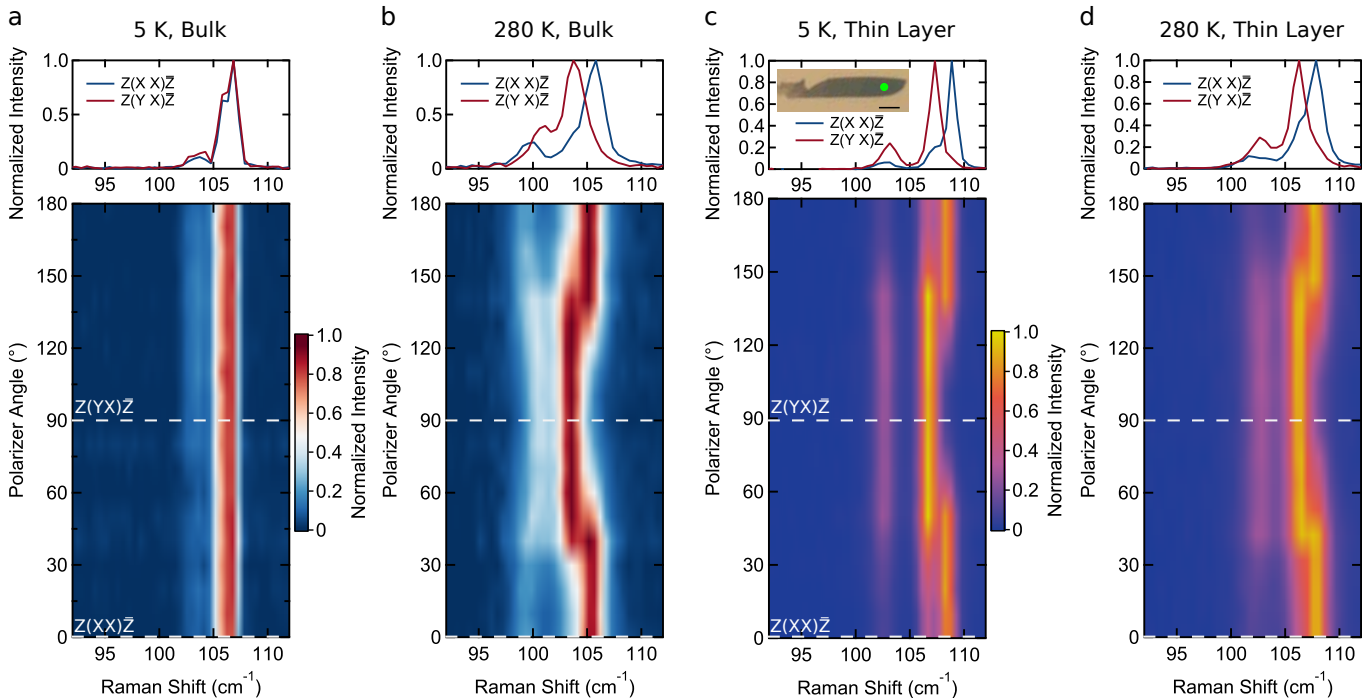 a
5 K, Bulk
Normalized Intensity
1.0
0.5
0
Z(X X)Z̅
Z(Y X)Z̅
95
100
105
110
Polarizer Angle (°)
180
150
120
90
60
30
0
Z(YX)Z̅
Z(XX)Z̅
95
100
105
110
Raman Shift (cm⁻¹)
1.0
0.8
0.6
0.4
0.2
0
Normalized Intensity
b
280 K, Bulk
Normalized Intensity
1.0
0.5
0
Z(X X)Z̅
Z(Y X)Z̅
95
100
105
110
Polarizer Angle (°)
180
150
120
90
60
30
0
95
100
105
110
Raman Shift (cm⁻¹)
c
5 K, Thin Layer
Normalized Intensity
1.0
0.8
0.6
0.4
0.2
0
Z(X X)Z̅
Z(Y X)Z̅
95
100
105
110
Polarizer Angle (°)
180
150
120
90
60
30
0
Z(YX)Z̅
Z(XX)Z̅
95
100
105
110
Raman Shift (cm⁻¹)
1.0
0.8
0.6
0.4
0.2
0
Normalized Intensity
d
280 K, Thin Layer
Normalized Intensity
1.0
0.8
0.6
0.4
0.2
0
Z(X X)Z̅
Z(Y X)Z̅
95
100
105
110
Polarizer Angle (°)
180
150
120
90
60
30
0
95
100
105
110
Raman Shift (cm⁻¹)